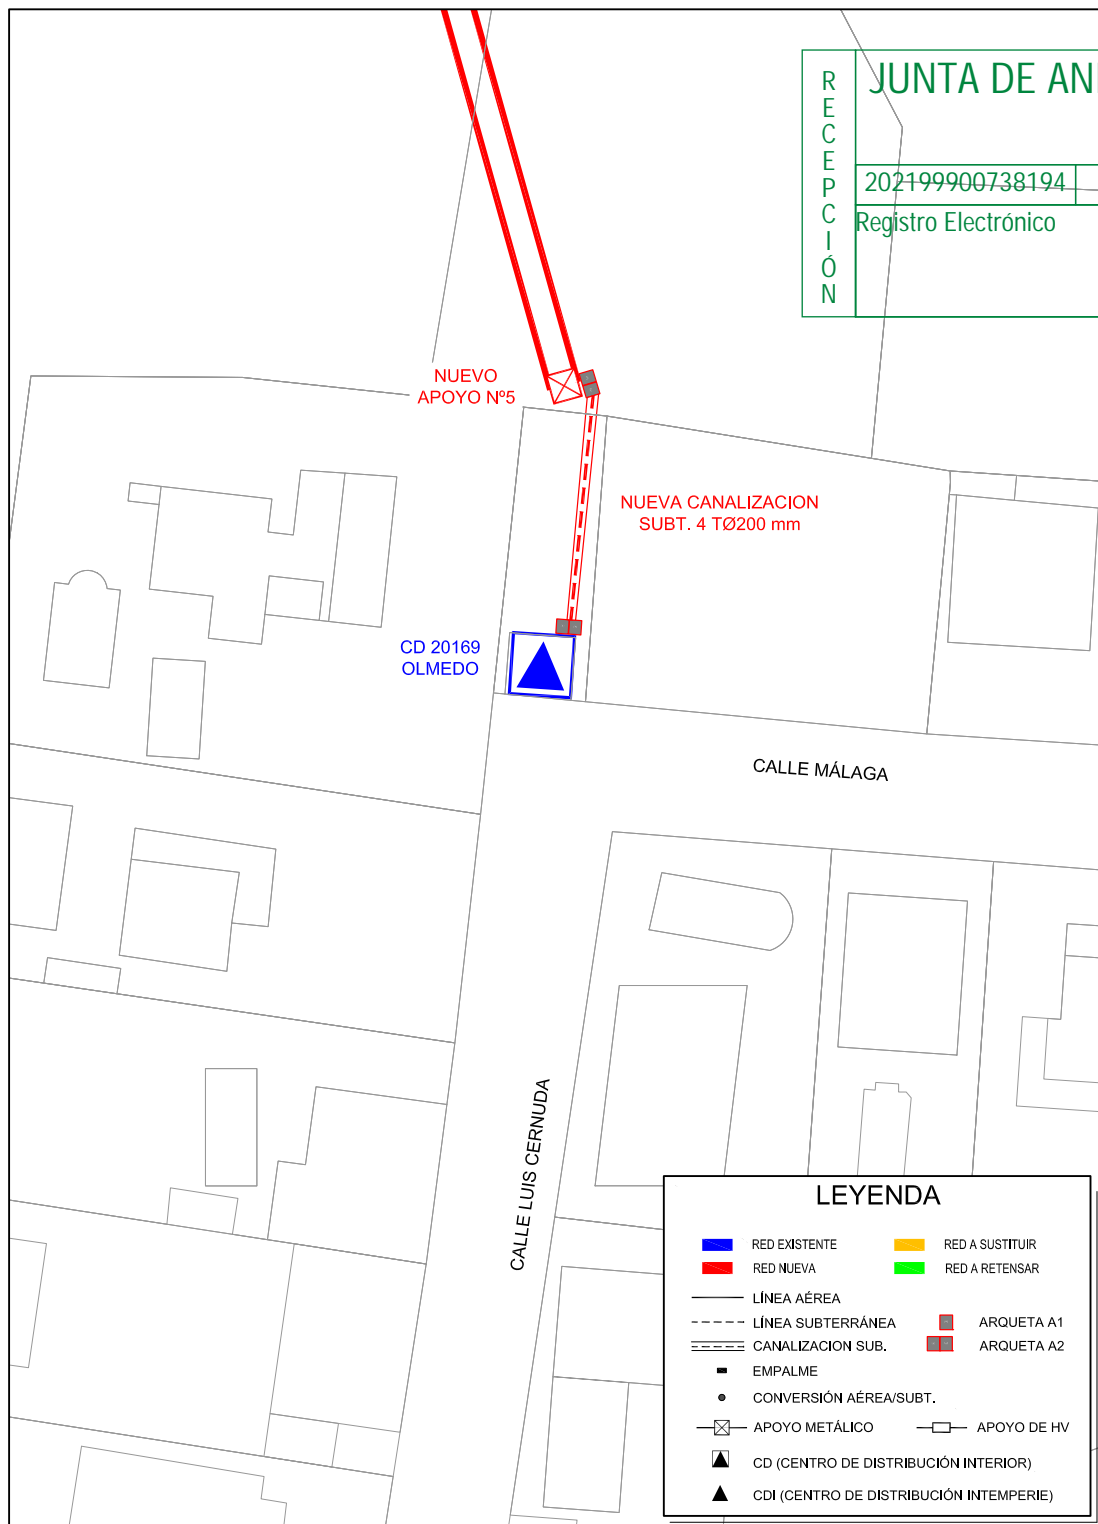 RECEPCIÓN
JUNTA DE AN
202199900738194
Registro Electrónico
NUEVO
APOYO Nº5
NUEVA CANALIZACION
SUBT. 4 TØ200 mm
CD 20169
OLMEDO
CALLE MÁLAGA
CALLE LUIS CERNUDA
LEYENDA
RED EXISTENTE
RED A SUSTITUIR
RED NUEVA
RED A RETENSAR
LÍNEA AÉREA
LÍNEA SUBTERRÁNEA
ARQUETA A1
CANALIZACION SUB.
ARQUETA A2
EMPALME
CONVERSIÓN AÉREA/SUBT.
APOYO METÁLICO
APOYO DE HV
CD (CENTRO DE DISTRIBUCIÓN INTERIOR)
CDI (CENTRO DE DISTRIBUCIÓN INTEMPERIE)